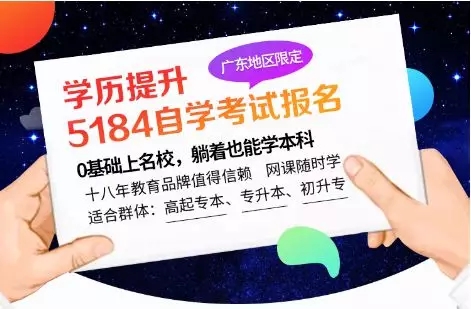 广东地区限定
学历提升
5184自学考试报名
0基础上名校，躺着也能学本科
十八年教育品牌值得信赖　网课随时学
适合群体：高起专本、专升本、初升专